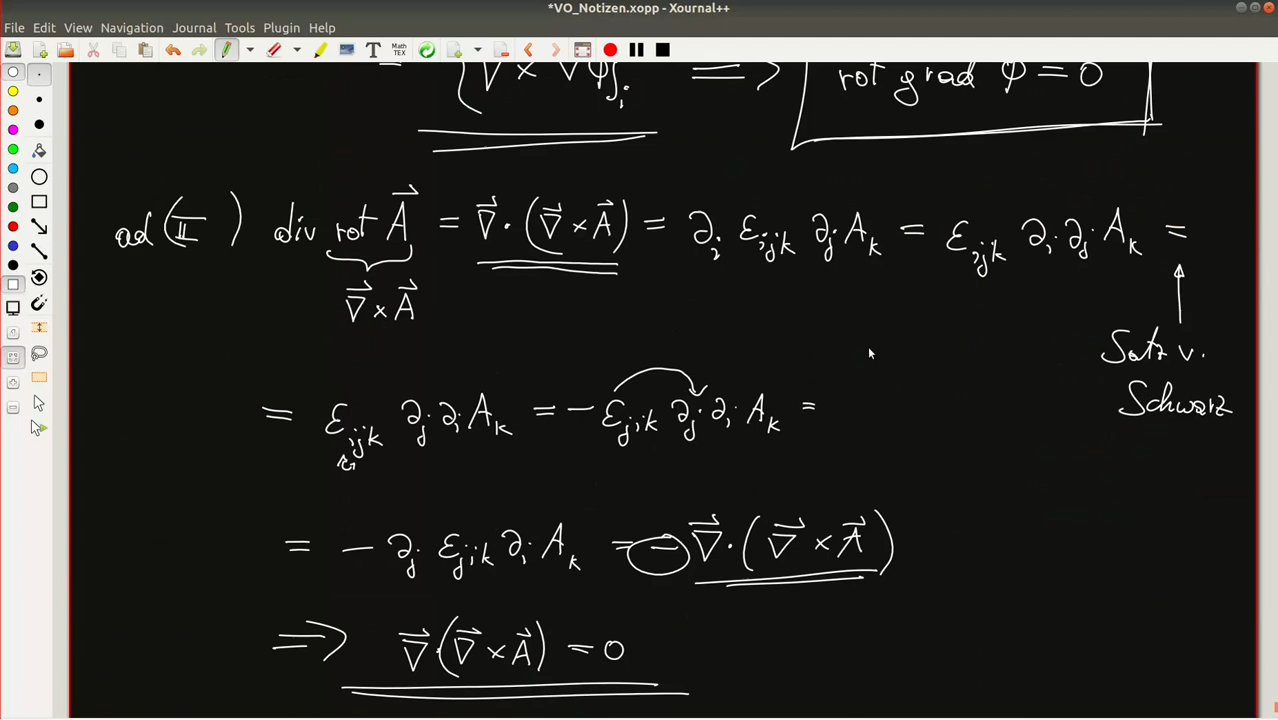 *VO_Notizen.xopp - Xournal++
File Edit View Navigation Journal Tools Plugin Help
= (∇ × ∇φ)ᵢ ⟹ rot grad φ = 0
ad (II) div rot A⃗ = ∇⃗ · (∇⃗ × A⃗) = ∂ᵢ εᵢⱼₖ ∂ⱼ Aₖ = εᵢⱼₖ ∂ᵢ ∂ⱼ Aₖ =
∇⃗ × A⃗
Satz v.
Schwarz
= εᵢⱼₖ ∂ⱼ ∂ᵢ Aₖ = − εⱼᵢₖ ∂ⱼ ∂ᵢ Aₖ =
= − ∂ⱼ εⱼᵢₖ ∂ᵢ Aₖ = − ∇⃗ · (∇⃗ × A⃗)
⟹ ∇⃗ · (∇⃗ × A⃗) = 0